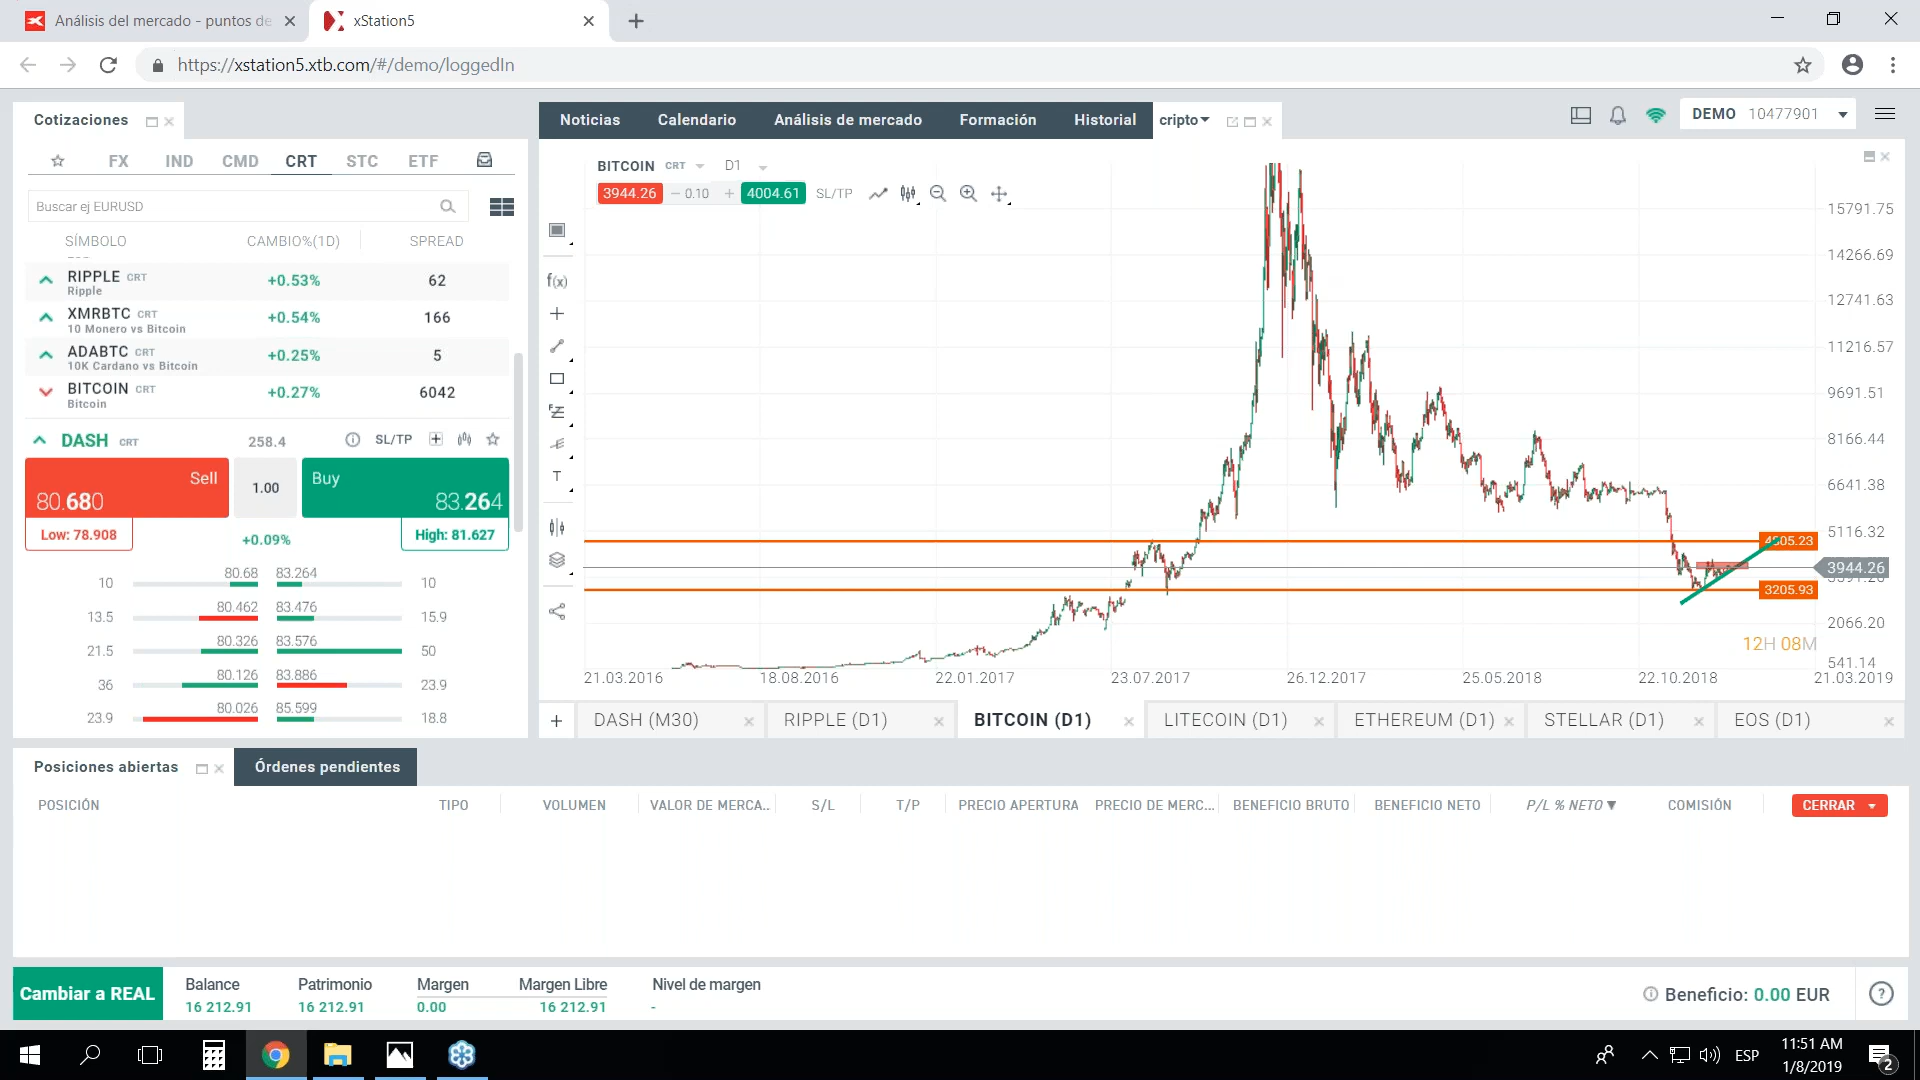 Análisis del mercado - puntos de
xStation5
https://xstation5.xtb.com/#/demo/loggedIn
Cotizaciones
Noticias
Calendario
Análisis de mercado
Formación
Historial
cripto
DEMO 10477901
FX IND CMD CRT STC ETF
Buscar ej EURUSD
SÍMBOLO CAMBIO%(1D) SPREAD
RIPPLE CRT +0.53% 62
Ripple
XMRBTC CRT +0.54% 166
10 Monero vs Bitcoin
ADABTC CRT +0.25% 5
10K Cardano vs Bitcoin
BITCOIN CRT +0.27% 6042
Bitcoin
DASH CRT 258.4 SL/TP
Sell
80.680
1.00
Buy
83.264
Low: 78.908
+0.09%
High: 81.627
10 80.68 83.264 10
13.5 80.462 83.476 15.9
21.5 80.326 83.576 50
36 80.126 83.886 23.9
23.9 80.026 85.599 18.8
BITCOIN CRT D1
3944.26 0.10 4004.61 SL/TP
f(x)
T
15791.75
14266.69
12741.63
11216.57
9691.51
8166.44
6641.38
5116.32
4805.23
3944.26
3205.93
2066.20
12H 08M
541.14
21.03.2016 18.08.2016 22.01.2017 23.07.2017 26.12.2017 25.05.2018 22.10.2018 21.03.2019
DASH (M30)
RIPPLE (D1)
BITCOIN (D1)
LITECOIN (D1)
ETHEREUM (D1)
STELLAR (D1)
EOS (D1)
Posiciones abiertas
Órdenes pendientes
POSICIÓN TIPO VOLUMEN VALOR DE MERCA.. S/L T/P PRECIO APERTURA PRECIO DE MERC... BENEFICIO BRUTO BENEFICIO NETO P/L % NETO COMISIÓN CERRAR
Cambiar a REAL
Balance Patrimonio Margen Margen Libre Nivel de margen
16 212.91 16 212.91 0.00 16 212.91 -
Beneficio: 0.00 EUR
?
ESP
11:51 AM
1/8/2019
2